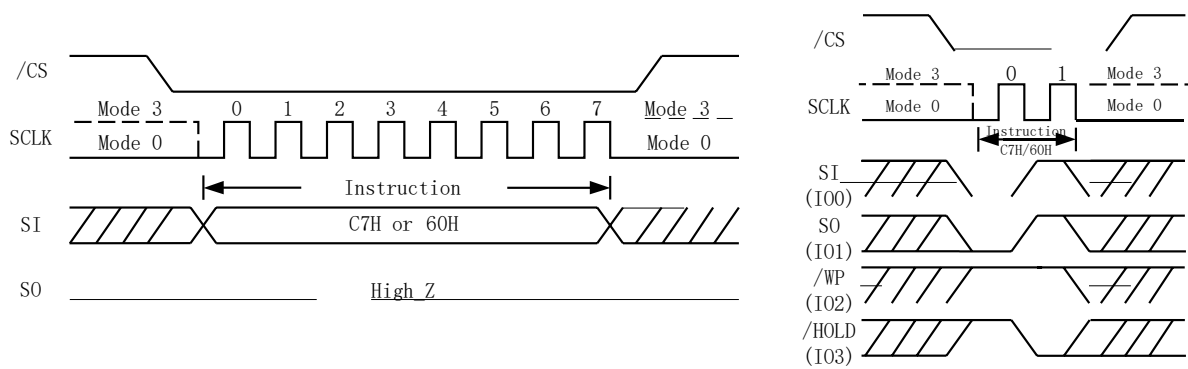 /CS
Mode 3
0 1 2 3 4 5 6 7
Mode 3
SCLK
Mode 0
Mode 0
Instruction
SI
C7H or 60H
SO
High_Z
/CS
Mode 3
0 1
Mode 3
SCLK
Mode 0
Mode 0
Instruction
C7H/60H
SI
(IO0)
SO
(IO1)
/WP
(IO2)
/HOLD
(IO3)